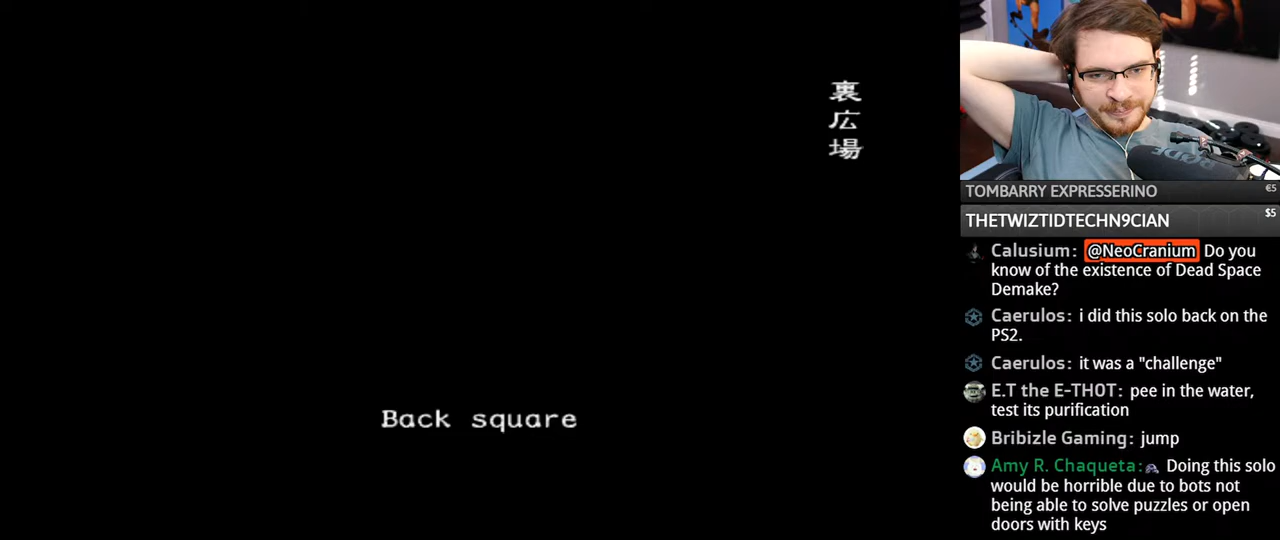 裏広場
Back square
RØDE
TOMBARRY EXPRESSERINO €5
THETWIZTIDTECHN9CIAN $5
Calusium: @NeoCranium Do you
know of the existence of Dead Space
Demake?
Caerulos: i did this solo back on the
PS2.
Caerulos: it was a "challenge"
E.T the E-THOT: pee in the water,
test its purification
Bribizle Gaming: jump
Amy R. Chaqueta: Doing this solo
would be horrible due to bots not
being able to solve puzzles or open
doors with keys